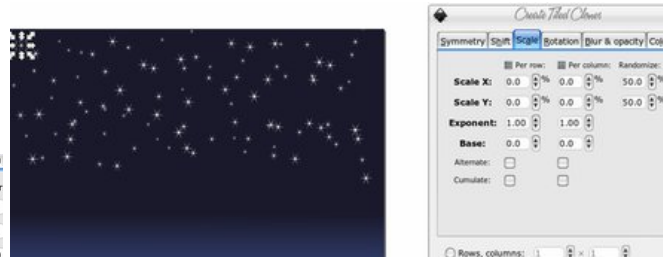 Create Tiled Clones
Symmetry Shift Scale Rotation Blur & opacity
Per row: Per column: Randomize:
Scale X: 0.0 % 0.0 % 50.0 %
Scale Y: 0.0 % 0.0 % 50.0 %
Exponent: 1.00 1.00
Base: 0.0 0.0
Alternate:
Cumulate:
Rows, columns: 1 × 1